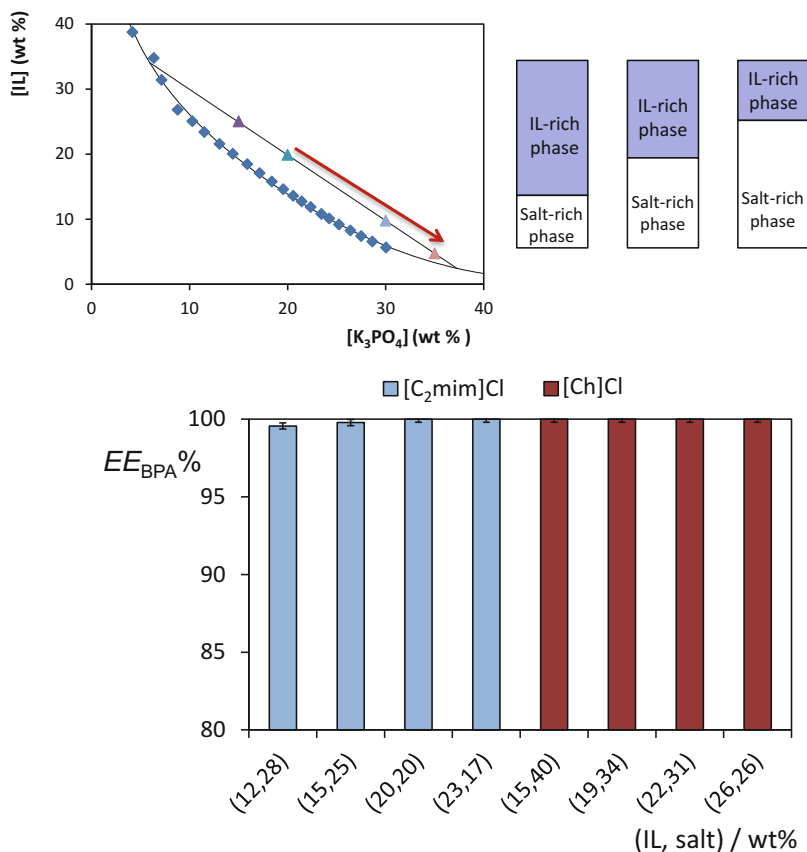 [IL] (wt %)
40
30
20
10
0
0 10 20 30 40
[K₃PO₄] (wt % )
IL-rich
phase
Salt-rich
phase
IL-rich
phase
Salt-rich
phase
IL-rich
phase
Salt-rich
phase
[C₂mim]Cl [Ch]Cl
EE_BPA%
100
95
90
85
80
(12,28) (15,25) (20,20) (23,17) (15,40) (19,34) (22,31) (26,26)
(IL, salt) / wt%